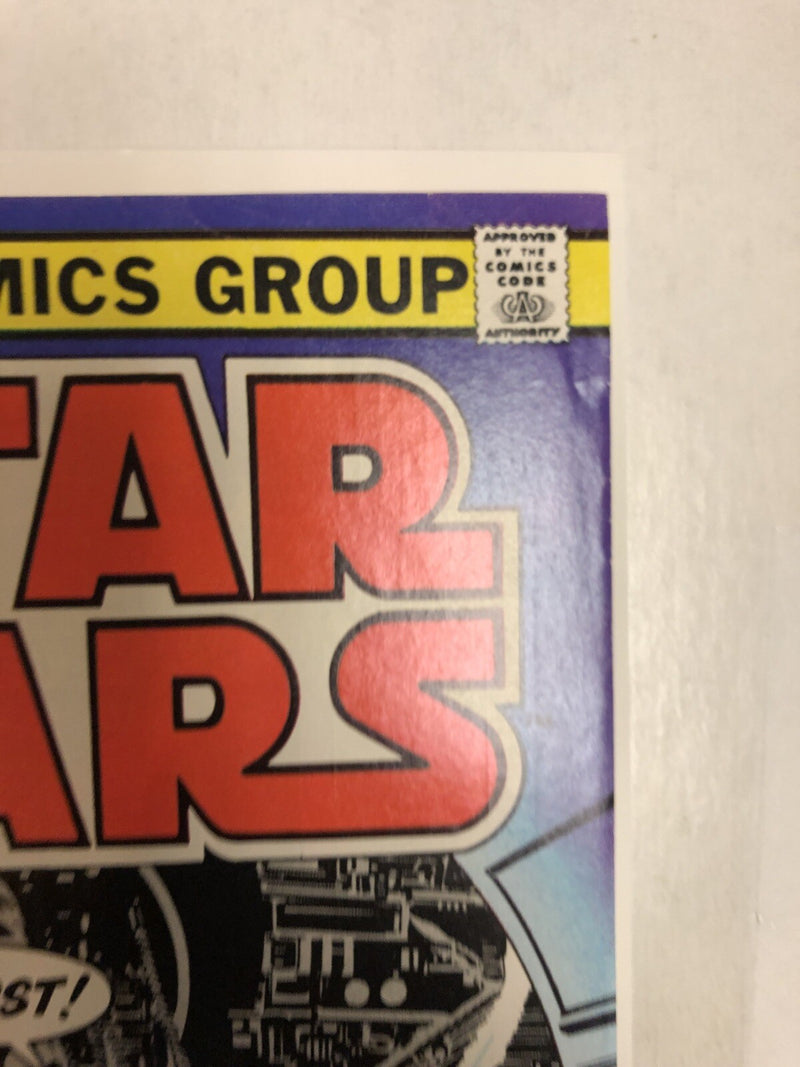 MICS GROUP
APPROVED
BY THE
COMICS
CODE
A
AUTHORITY
TAR
ARS
ST!